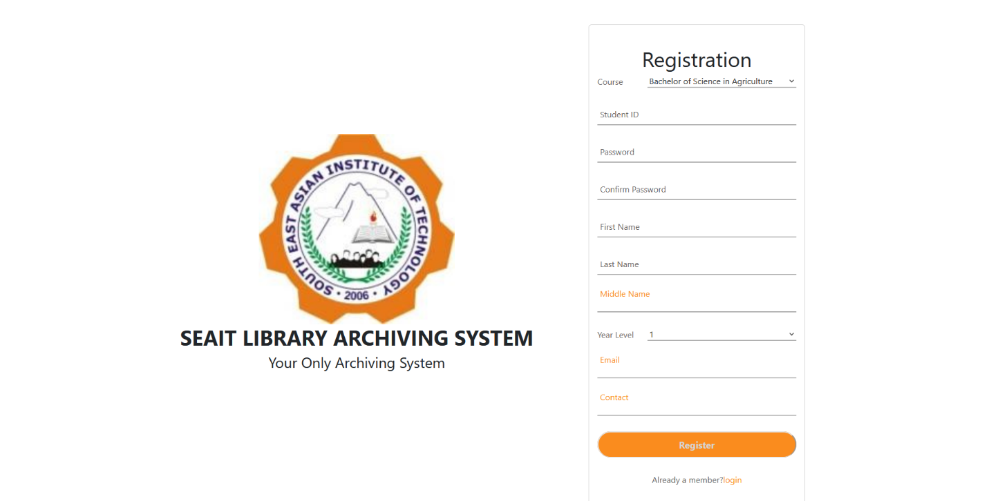 SOUTH EAST ASIAN INSTITUTE OF TECHNOLOGY
• 2006 •
SEAIT LIBRARY ARCHIVING SYSTEM
Your Only Archiving System
Registration
Course Bachelor of Science in Agriculture
Student ID
Password
Confirm Password
First Name
Last Name
Middle Name
Year Level 1
Email
Contact
Register
Already a member?login